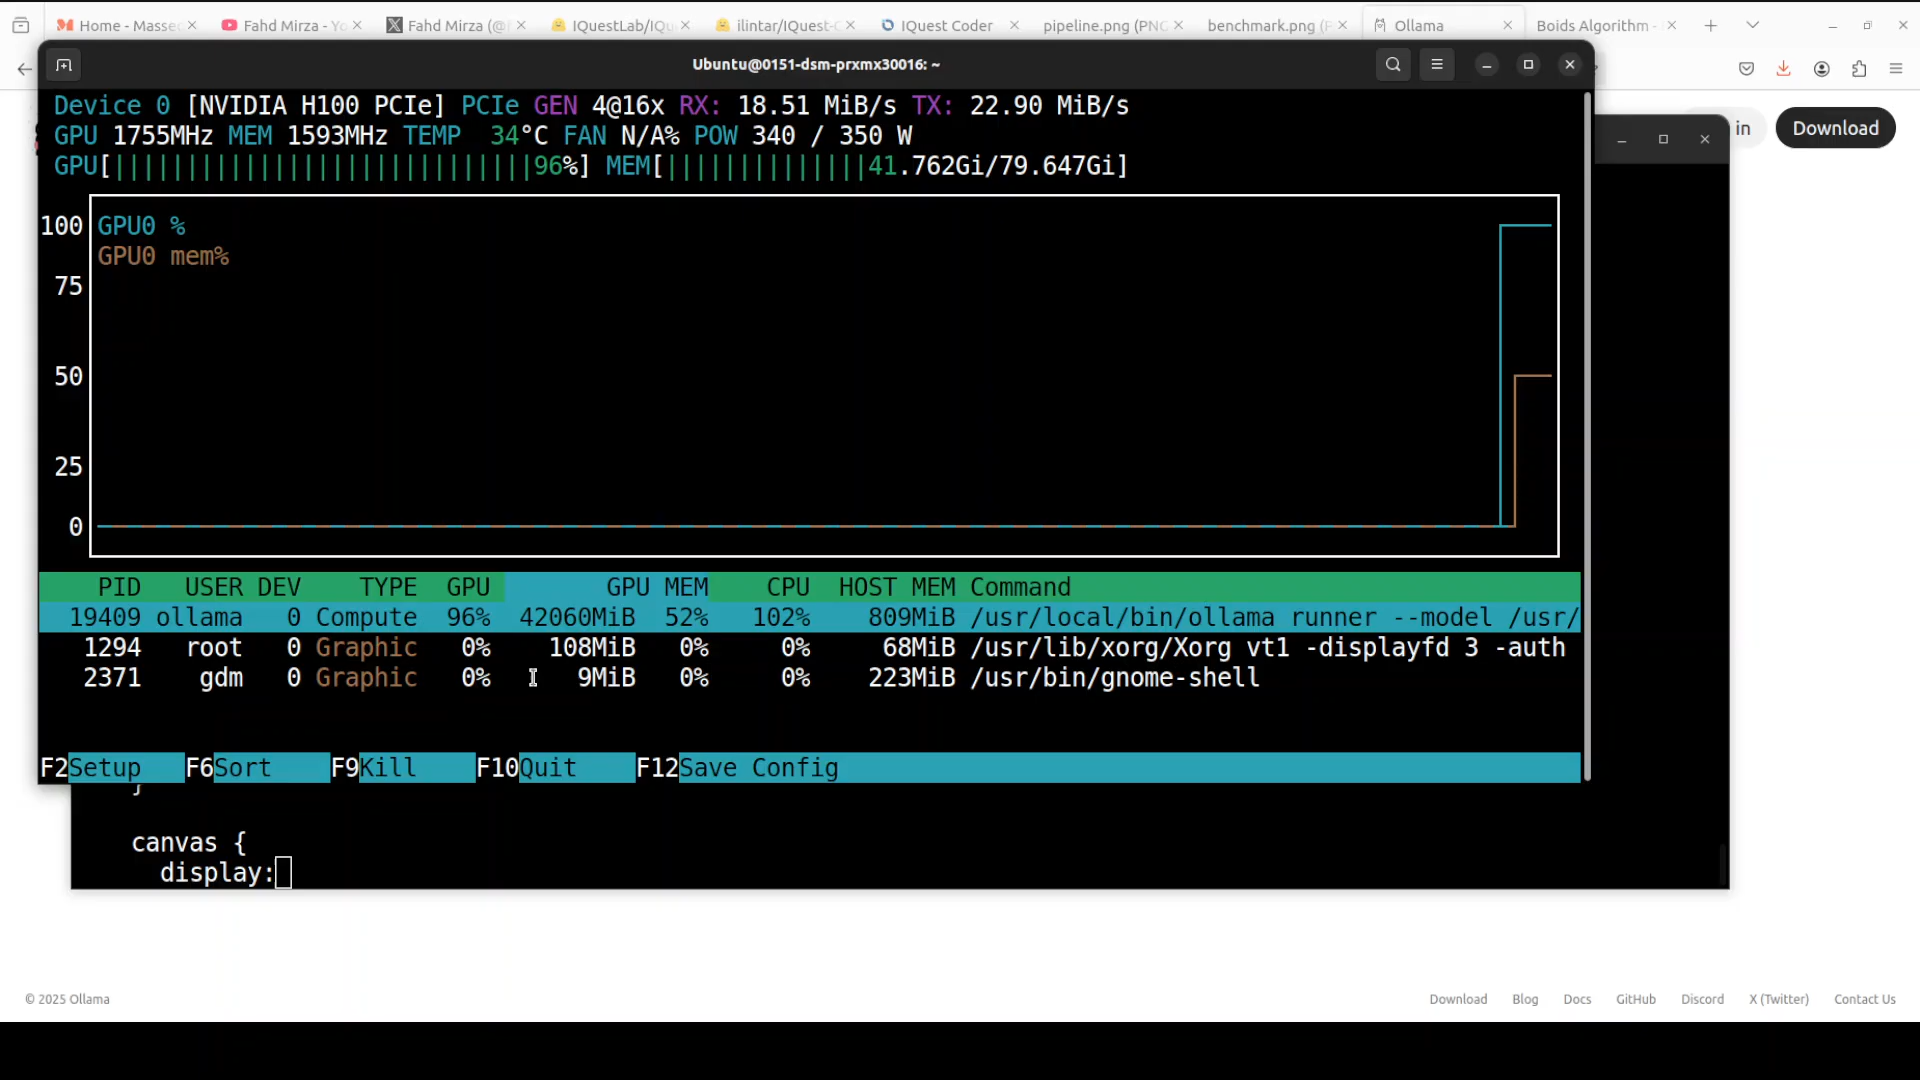 Home - Massec
Fahd Mirza - Yo
Fahd Mirza (@
IQuestLab/IQu
ilintar/IQuest-C
IQuest Coder
pipeline.png (PNG
benchmark.png (P
Ollama
Boids Algorithm -
Ubuntu@0151-dsm-prxmx30016: ~
in
Download
Device 0 [NVIDIA H100 PCIe] PCIe GEN 4@16x RX: 18.51 MiB/s TX: 22.90 MiB/s
GPU 1755MHz MEM 1593MHz TEMP 34°C FAN N/A% POW 340 / 350 W
GPU[|||||||||||||||||||||||||||||96%] MEM[||||||||||||||41.762Gi/79.647Gi]
100
GPU0 %
GPU0 mem%
75
50
25
0
PID USER DEV TYPE GPU GPU MEM CPU HOST MEM Command
19409 ollama 0 Compute 96% 42060MiB 52% 102% 809MiB /usr/local/bin/ollama runner --model /usr/
1294 root 0 Graphic 0% 108MiB 0% 0% 68MiB /usr/lib/xorg/Xorg vt1 -displayfd 3 -auth
2371 gdm 0 Graphic 0% 9MiB 0% 0% 223MiB /usr/bin/gnome-shell
F2Setup F6Sort F9Kill F10Quit F12Save Config
}
canvas {
display:
© 2025 Ollama
Download
Blog
Docs
GitHub
Discord
X (Twitter)
Contact Us